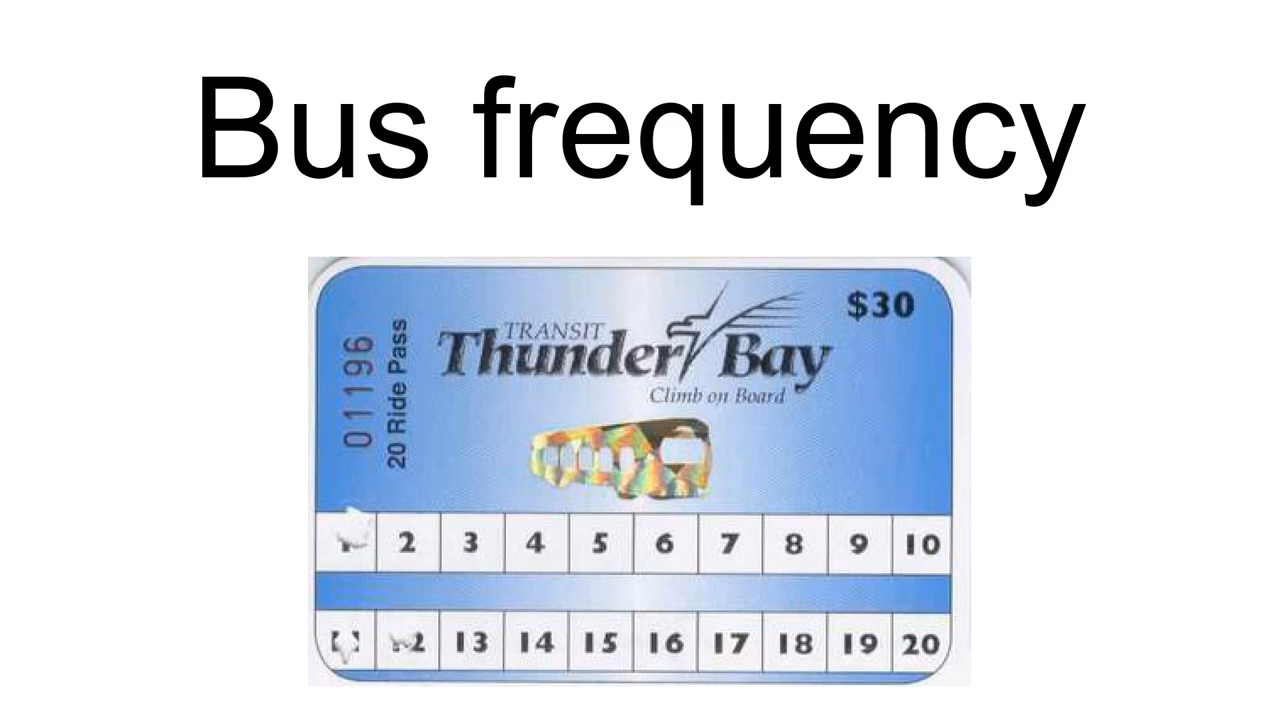 Bus frequency
$30
TRANSIT
Thunder Bay
Climb on Board
01196
20 Ride Pass
2 3 4 5 6 7 8 9 10
13 14 15 16 17 18 19 20